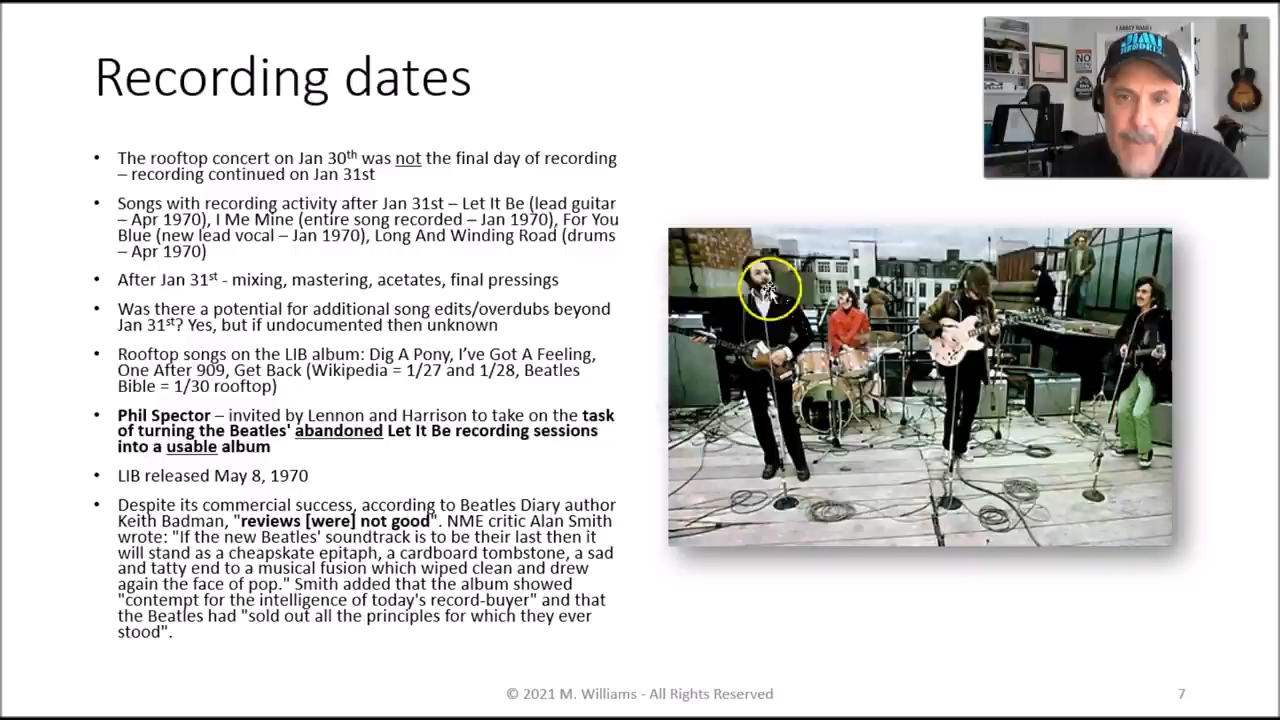 Recording dates
• The rooftop concert on Jan 30th was not the final day of recording
– recording continued on Jan 31st
• Songs with recording activity after Jan 31st – Let It Be (lead guitar
– Apr 1970), I Me Mine (entire song recorded – Jan 1970), For You
Blue (new lead vocal – Jan 1970), Long And Winding Road (drums
– Apr 1970)
• After Jan 31st - mixing, mastering, acetates, final pressings
• Was there a potential for additional song edits/overdubs beyond
Jan 31st? Yes, but if undocumented then unknown
• Rooftop songs on the LIB album: Dig A Pony, I’ve Got A Feeling,
One After 909, Get Back (Wikipedia = 1/27 and 1/28, Beatles
Bible = 1/30 rooftop)
• Phil Spector – invited by Lennon and Harrison to take on the task
of turning the Beatles' abandoned Let It Be recording sessions
into a usable album
• LIB released May 8, 1970
• Despite its commercial success, according to Beatles Diary author
Keith Badman, "reviews [were] not good". NME critic Alan Smith
wrote: "If the new Beatles' soundtrack is to be their last then it
will stand as a cheapskate epitaph, a cardboard tombstone, a sad
and tatty end to a musical fusion which wiped clean and drew
again the face of pop." Smith added that the album showed
"contempt for the intelligence of today's record-buyer" and that
the Beatles had "sold out all the principles for which they ever
stood".
JIMI
HENDRIX
NO
© 2021 M. Williams - All Rights Reserved
7